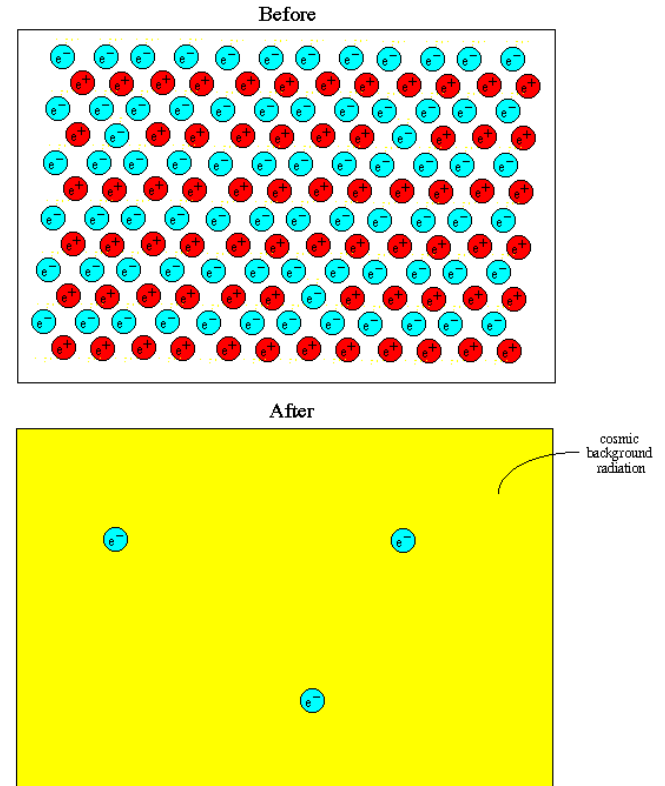 Before
e− e− e− e− e− e− e− e− e− e− e− e−
e+ e+ e+ e+ e+ e+ e+ e+ e+ e+ e+ e+
e− e− e− e− e− e− e− e− e− e− e− e−
e+ e− e+ e+ e+ e+ e+ e+ e− e+ e+ e+
e− e− e− e− e− e− e− e− e− e− e− e−
e+ e+ e+ e+ e+ e+ e+ e+ e+ e+ e+ e+
e− e− e− e− e− e− e− e− e− e− e− e−
e+ e+ e+ e+ e+ e+ e+ e+ e+ e+ e+ e+
e− e− e− e− e− e− e− e− e− e− e− e−
e+ e+ e+ e+ e+ e+ e− e+ e+ e+ e+ e+
e− e− e− e− e− e− e− e− e− e− e− e−
e+ e+ e+ e+ e+ e+ e+ e+ e+ e+ e+ e+
After
cosmic
background
radiation
e− e−
e−